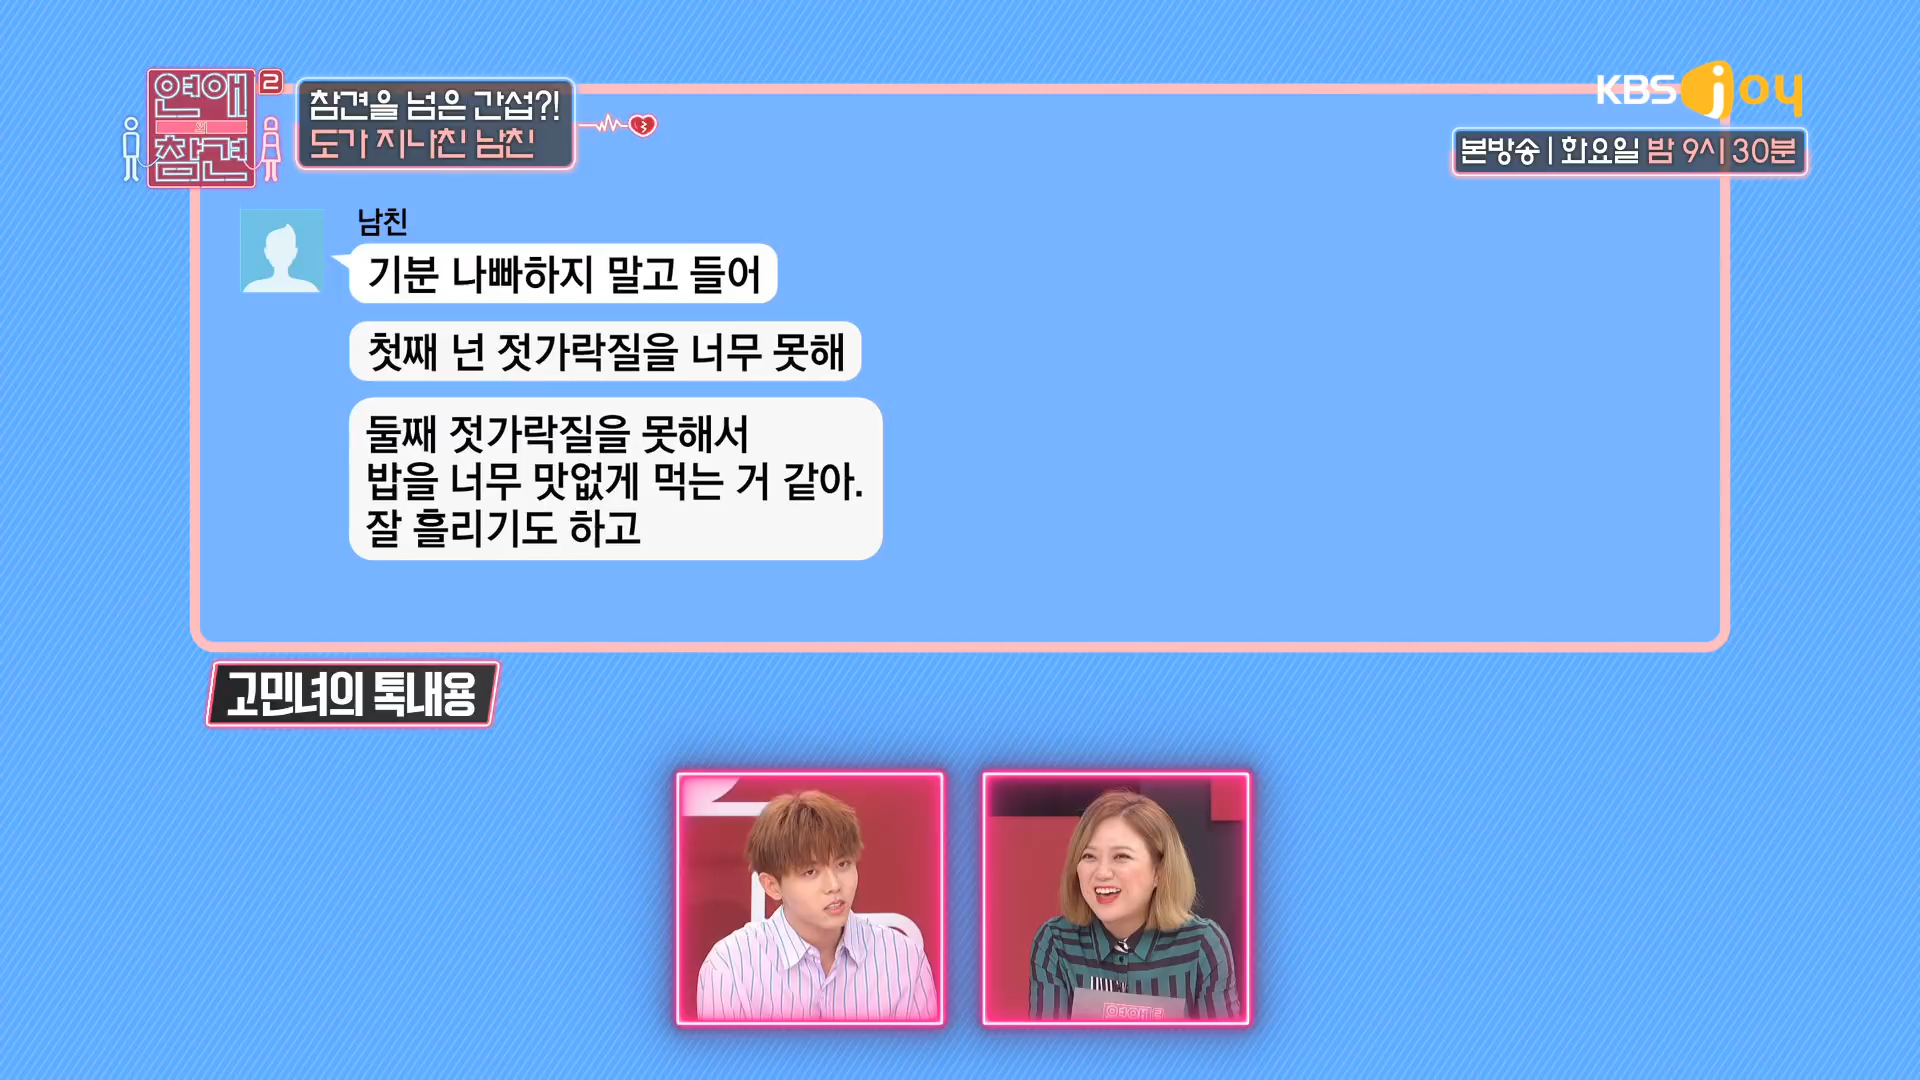 연애의 참견 2
참견을 넘은 간섭?!
도가 지나친 남친
KBS joy
본방송 | 화요일 밤 9시 30분
남친
기분 나빠하지 말고 들어
첫째 넌 젓가락질을 너무 못해
둘째 젓가락질을 못해서
밥을 너무 맛없게 먹는 거 같아.
잘 흘리기도 하고
고민녀의 톡내용